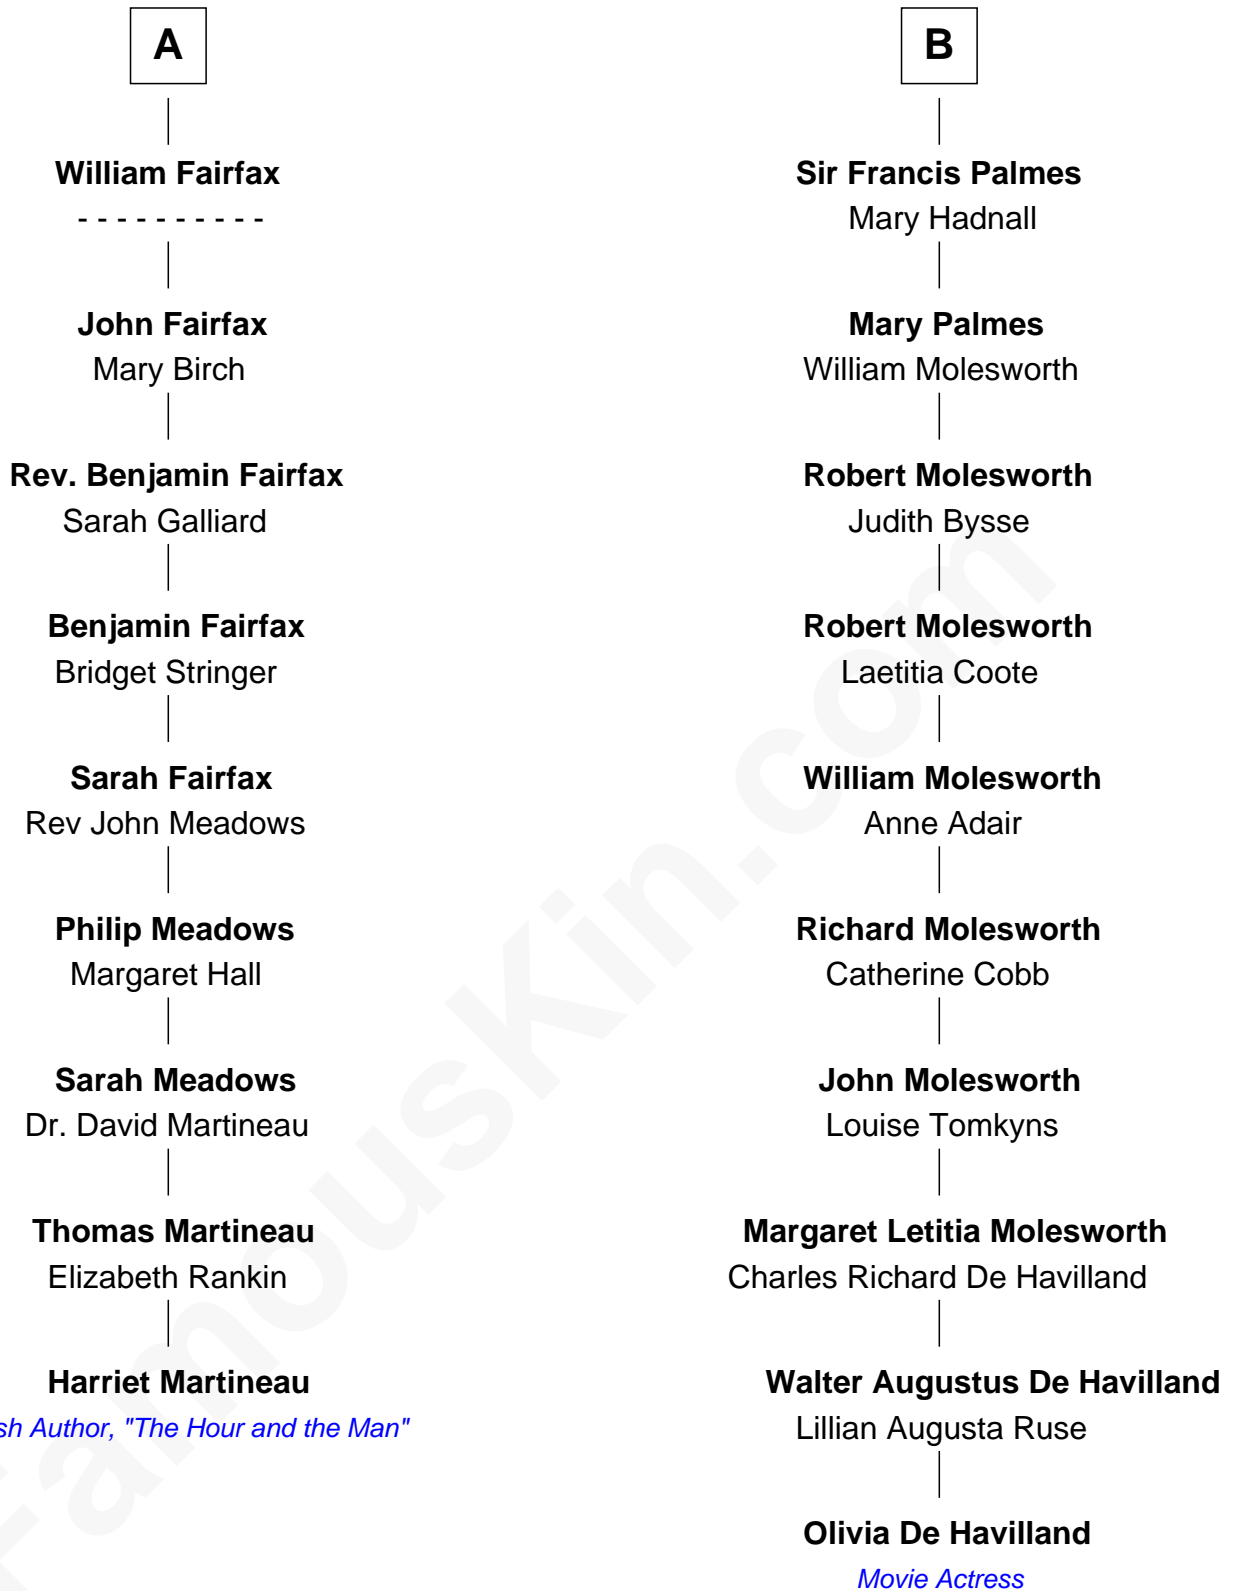 A
William Fairfax
- - - - - - - - - -
John Fairfax
Mary Birch
Rev. Benjamin Fairfax
Sarah Galliard
Benjamin Fairfax
Bridget Stringer
Sarah Fairfax
Rev John Meadows
Philip Meadows
Margaret Hall
Sarah Meadows
Dr. David Martineau
Thomas Martineau
Elizabeth Rankin
Harriet Martineau
sh Author, "The Hour and the Man"
B
Sir Francis Palmes
Mary Hadnall
Mary Palmes
William Molesworth
Robert Molesworth
Judith Bysse
Robert Molesworth
Laetitia Coote
William Molesworth
Anne Adair
Richard Molesworth
Catherine Cobb
John Molesworth
Louise Tomkyns
Margaret Letitia Molesworth
Charles Richard De Havilland
Walter Augustus De Havilland
Lillian Augusta Ruse
Olivia De Havilland
Movie Actress
FamousKin.com